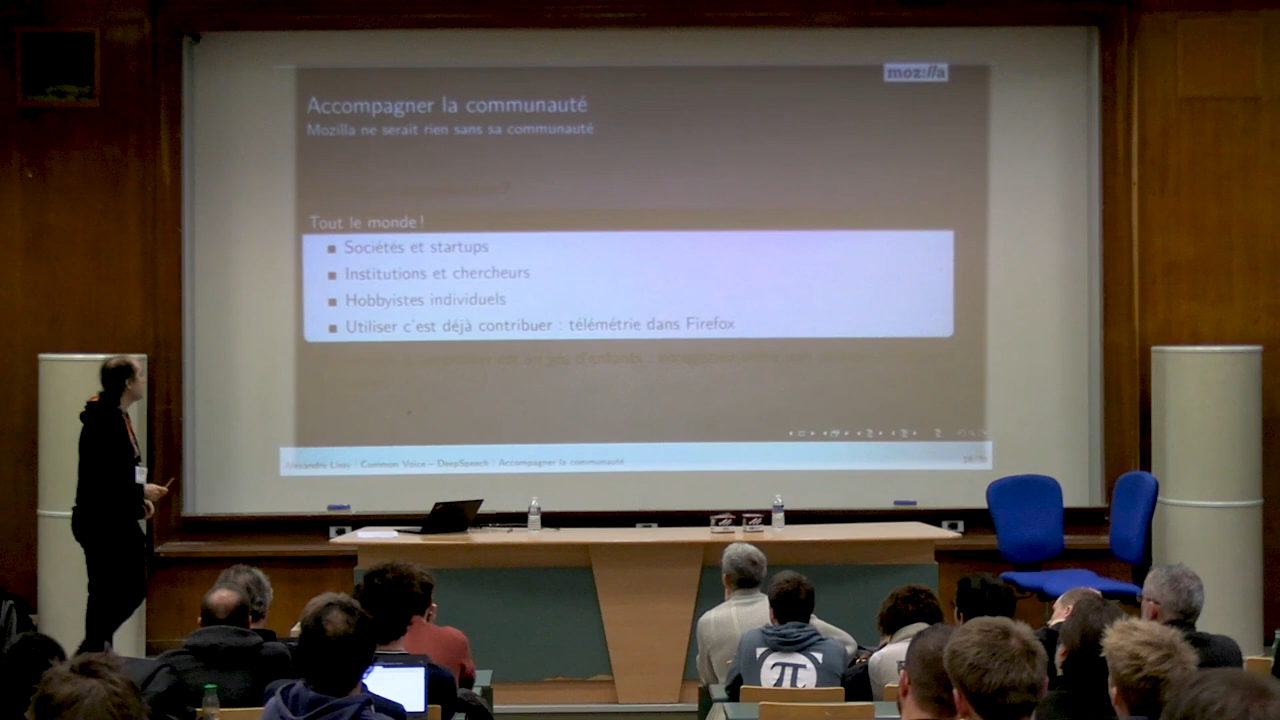 moz://a
Accompagner la communauté
Mozilla ne serait rien sans sa communauté
Tout le monde !
Sociétés et startups
Institutions et chercheurs
Hobbyistes individuels
Utiliser c'est déjà contribuer : télémétrie dans Firefox
Common Voice – DeepSpeech | Accompagner la communauté
π